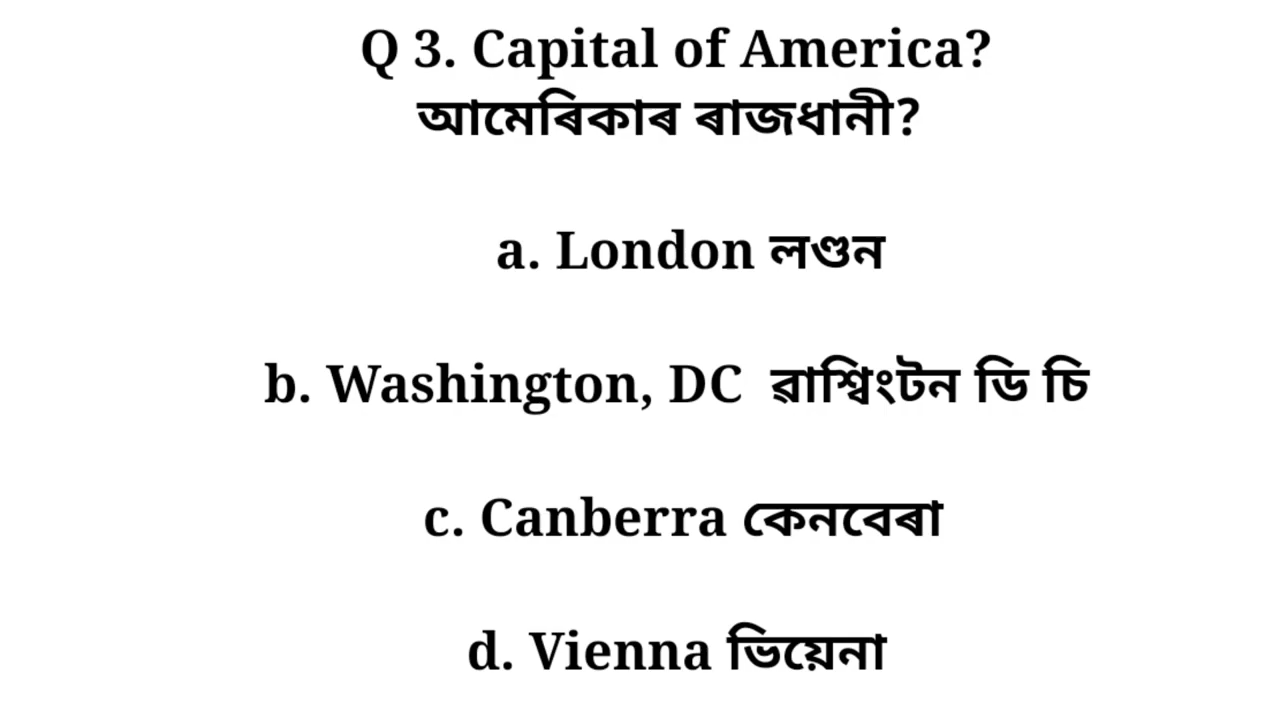 Q 3. Capital of America?
আমেৰিকাৰ ৰাজধানী?
a. London লণ্ডন
b. Washington, DC ৱাশ্বিংটন ডি চি
c. Canberra কেনবেৰা
d. Vienna ভিয়েনা